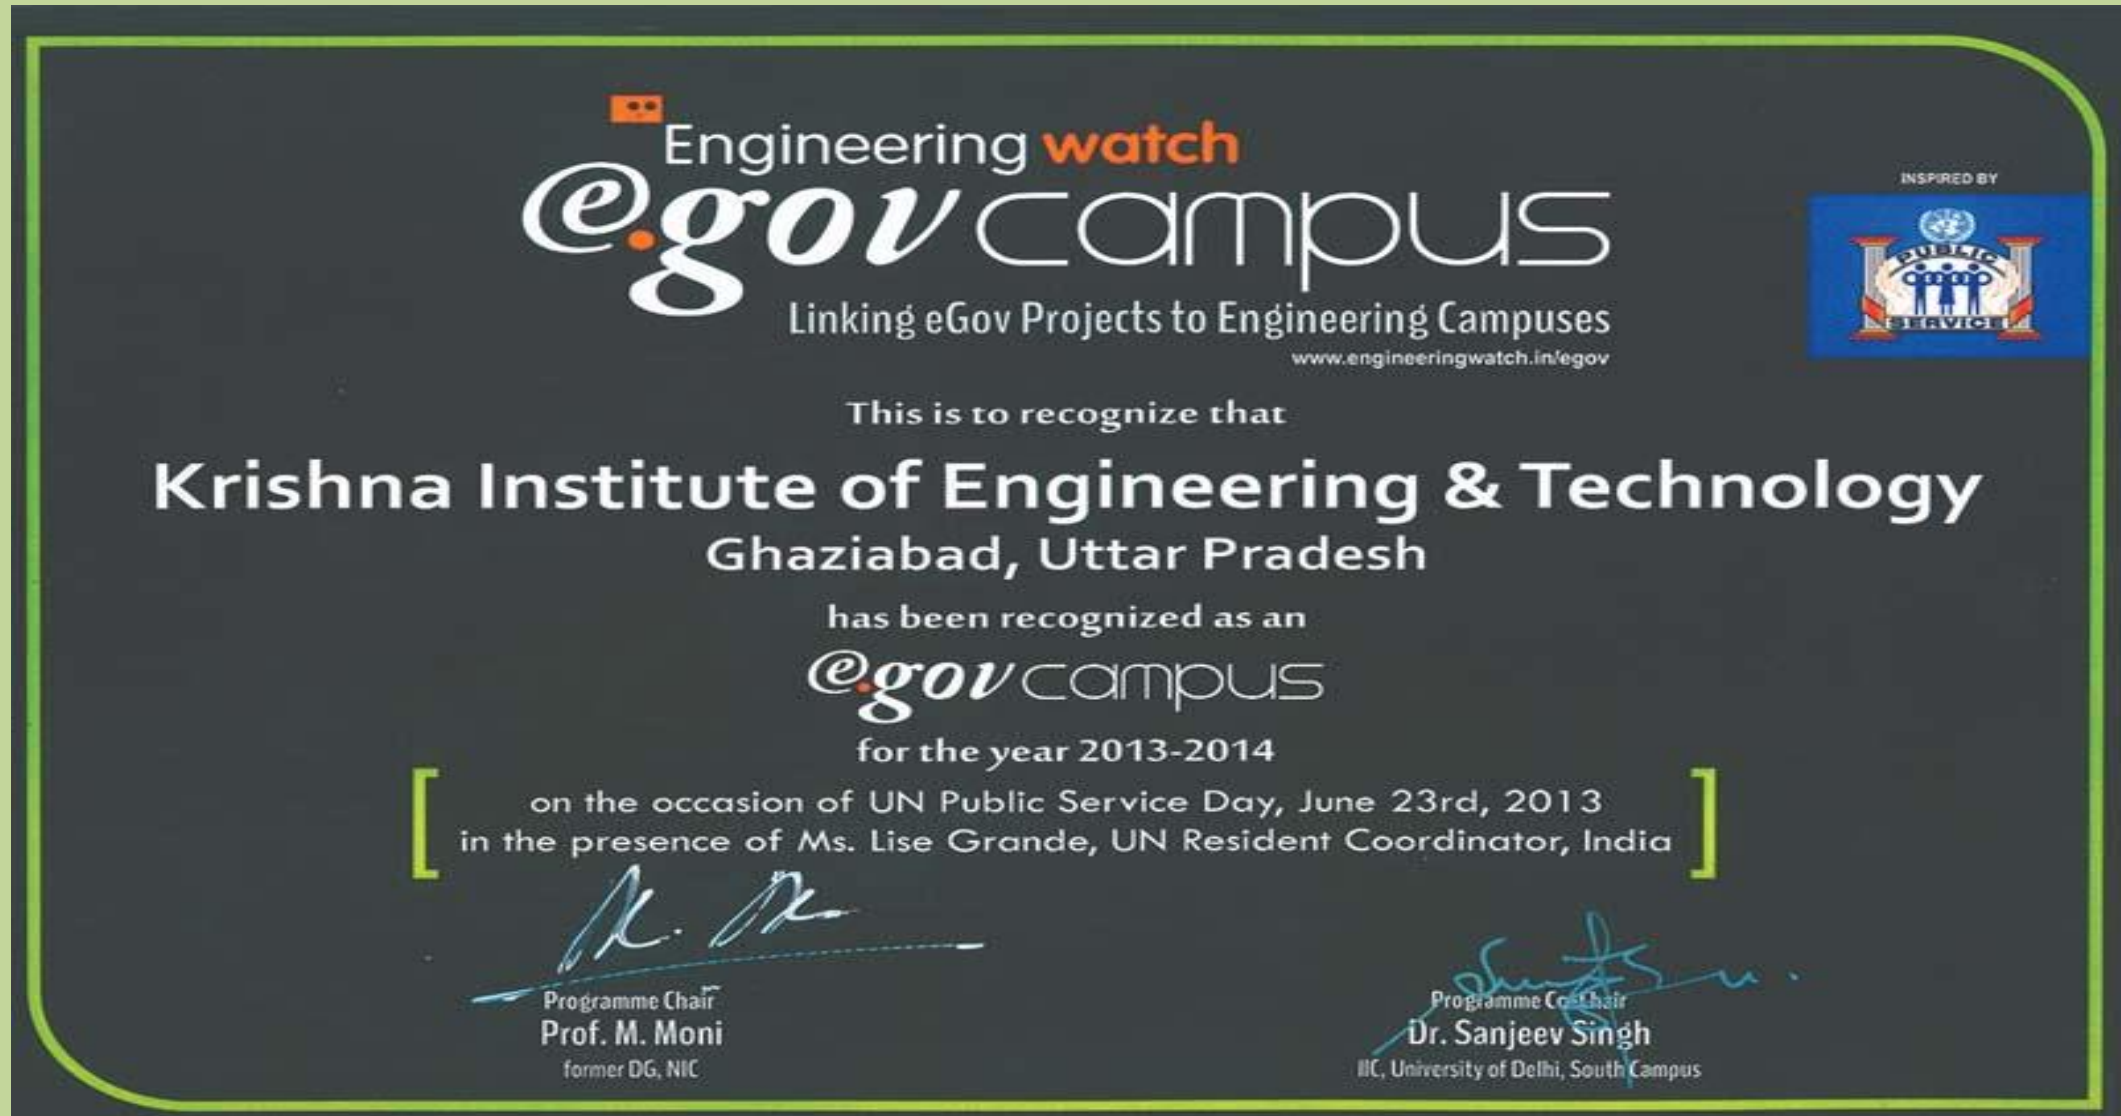 Engineering watch
e.gov campus
Linking eGov Projects to Engineering Campuses
www.engineeringwatch.in/egov
INSPIRED BY
PUBLIC
SERVICE
This is to recognize that
Krishna Institute of Engineering & Technology
Ghaziabad, Uttar Pradesh
has been recognized as an
e.gov campus
for the year 2013-2014
on the occasion of UN Public Service Day, June 23rd, 2013
in the presence of Ms. Lise Grande, UN Resident Coordinator, India
Programme Chair
Prof. M. Moni
former DG, NIC
Programme Co-Chair
Dr. Sanjeev Singh
IIC, University of Delhi, South Campus